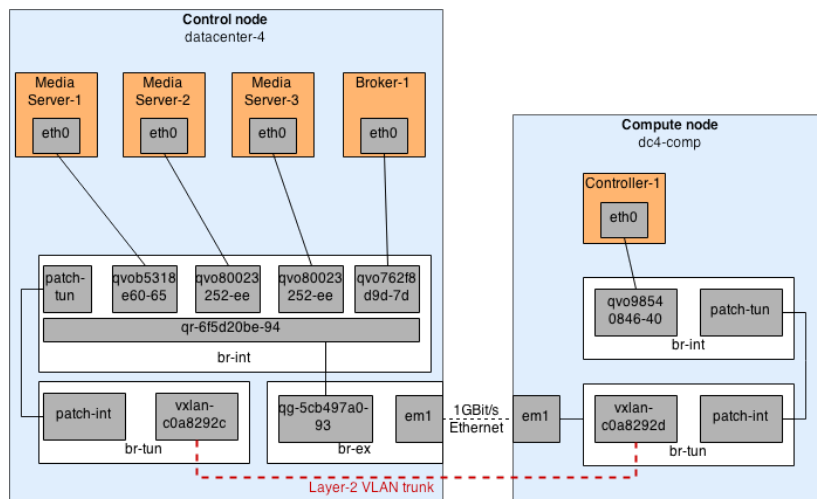 Control node
datacenter-4
Media
Server-1
eth0
Media
Server-2
eth0
Media
Server-3
eth0
Broker-1
eth0
patch-
tun
qvob5318
e60-65
qvo80023
252-ee
qvo80023
252-ee
qvo762f8
d9d-7d
qr-6f5d20be-94
br-int
patch-int
vxlan-
c0a8292c
br-tun
qg-5cb497a0-
93
br-ex
em1
1GBit/s
Ethernet
Layer-2 VLAN trunk
Compute node
dc4-comp
Controller-1
eth0
qvo9854
0846-40
patch-tun
br-int
em1
vxlan-
c0a8292d
patch-int
br-tun